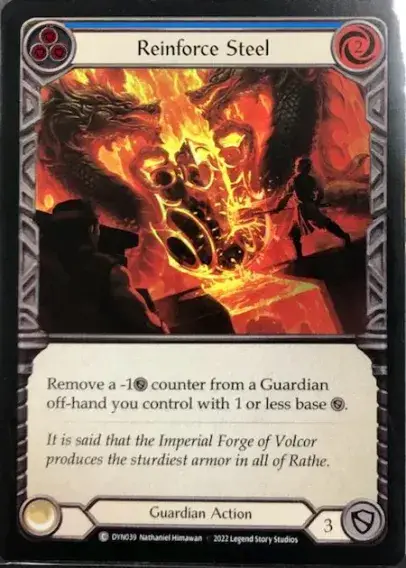 Reinforce Steel
2
Remove a -1 counter from a Guardian
off-hand you control with 1 or less base .
It is said that the Imperial Forge of Volcor
produces the sturdiest armor in all of Rathe.
Guardian Action
3
C DYN039 Nathaniel Himawan © 2022 Legend Story Studios